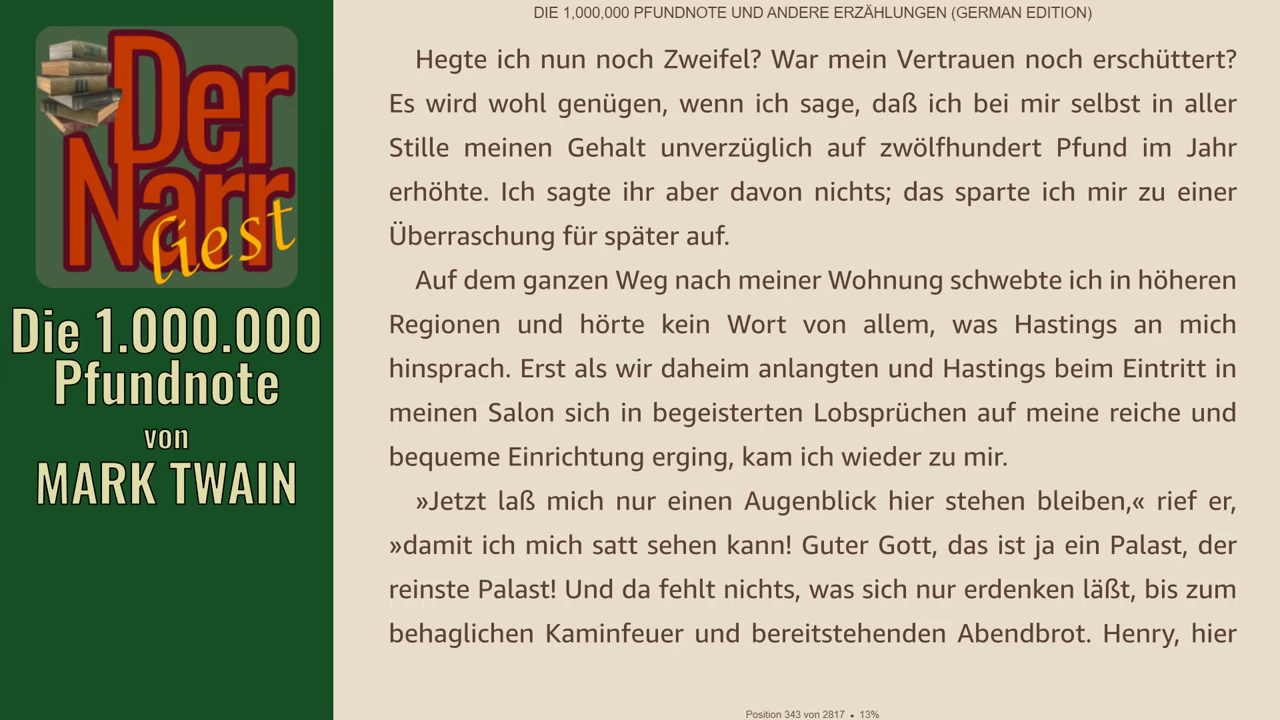 Der
Narr
liest
Die 1.000.000
Pfundnote
von
MARK TWAIN
DIE 1,000,000 PFUNDNOTE UND ANDERE ERZÄHLUNGEN (GERMAN EDITION)
Hegte ich nun noch Zweifel? War mein Vertrauen noch erschüttert?
Es wird wohl genügen, wenn ich sage, daß ich bei mir selbst in aller
Stille meinen Gehalt unverzüglich auf zwölfhundert Pfund im Jahr
erhöhte. Ich sagte ihr aber davon nichts; das sparte ich mir zu einer
Überraschung für später auf.
Auf dem ganzen Weg nach meiner Wohnung schwebte ich in höheren
Regionen und hörte kein Wort von allem, was Hastings an mich
hinsprach. Erst als wir daheim anlangten und Hastings beim Eintritt in
meinen Salon sich in begeisterten Lobsprüchen auf meine reiche und
bequeme Einrichtung erging, kam ich wieder zu mir.
»Jetzt laß mich nur einen Augenblick hier stehen bleiben,« rief er,
»damit ich mich satt sehen kann! Guter Gott, das ist ja ein Palast, der
reinste Palast! Und da fehlt nichts, was sich nur erdenken läßt, bis zum
behaglichen Kaminfeuer und bereitstehenden Abendbrot. Henry, hier
Position 343 von 2817 • 13%